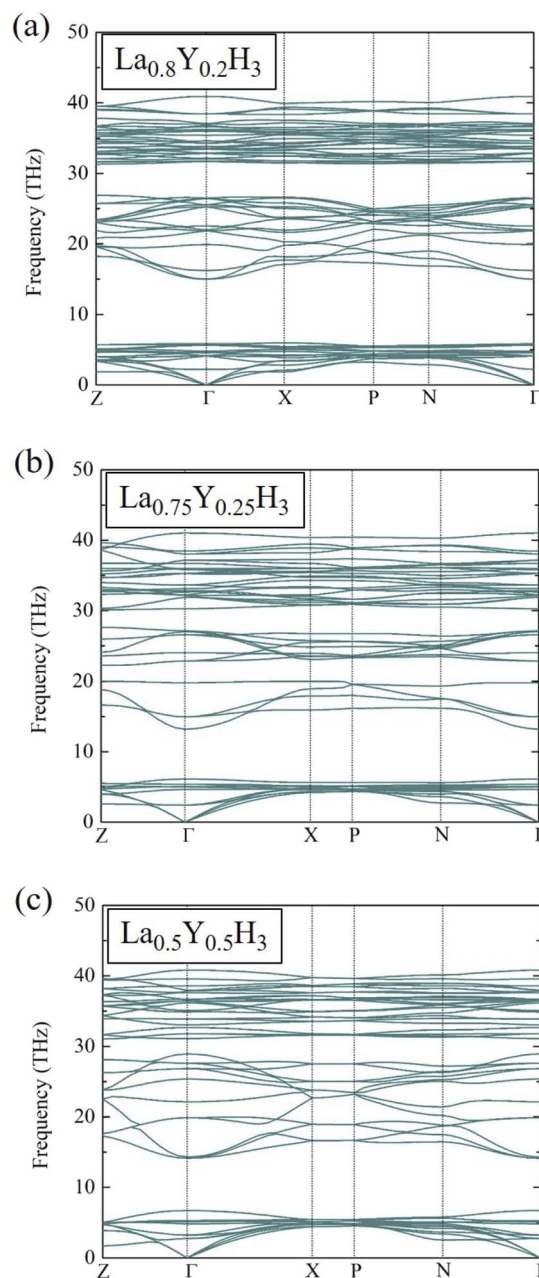 (a)
La0.8Y0.2H3
50
40
30
20
10
0
Frequency (THz)
Z Γ X P N Γ
(b)
La0.75Y0.25H3
50
40
30
20
10
0
Frequency (THz)
Z Γ X P N Γ
(c)
La0.5Y0.5H3
50
40
30
20
10
0
Frequency (THz)
Z Γ X P N Γ